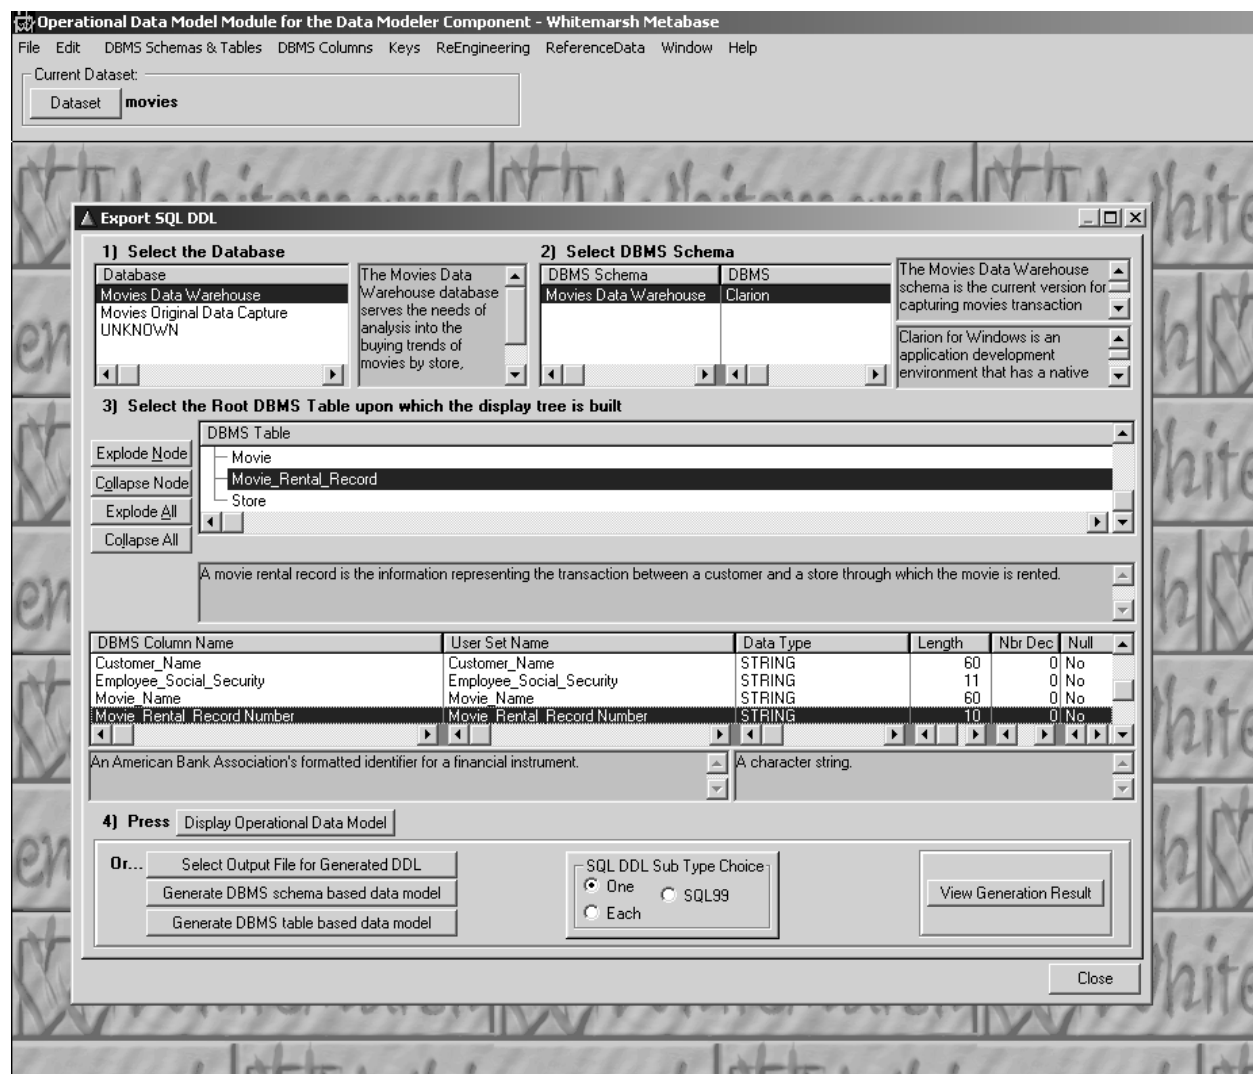 Operational Data Model Module for the Data Modeler Component - Whitemarsh Metabase
File Edit DBMS Schemas & Tables DBMS Columns Keys ReEngineering ReferenceData Window Help
Current Dataset:
Dataset movies
Export SQL DDL
1) Select the Database
Database
Movies Data Warehouse
Movies Original Data Capture
UNKNOWN
The Movies Data
Warehouse database
serves the needs of
analysis into the
buying trends of
movies by store,
2) Select DBMS Schema
DBMS Schema DBMS
Movies Data Warehouse Clarion
The Movies Data Warehouse
schema is the current version for
capturing movies transaction
Clarion for Windows is an
application development
environment that has a native
3) Select the Root DBMS Table upon which the display tree is built
Explode Node
Collapse Node
Explode All
Collapse All
DBMS Table
Movie
Movie_Rental_Record
Store
A movie rental record is the information representing the transaction between a customer and a store through which the movie is rented.
DBMS Column Name User Set Name Data Type Length Nbr Dec Null
Customer_Name Customer_Name STRING 60 0 No
Employee_Social_Security Employee_Social_Security STRING 11 0 No
Movie_Name Movie_Name STRING 60 0 No
Movie_Rental_Record Number Movie_Rental_Record Number STRING 10 0 No
An American Bank Association's formatted identifier for a financial instrument.
A character string.
4) Press Display Operational Data Model
Or... Select Output File for Generated DDL
Generate DBMS schema based data model
Generate DBMS table based data model
SQL DDL Sub Type Choice
One
SQL99
Each
View Generation Result
Close